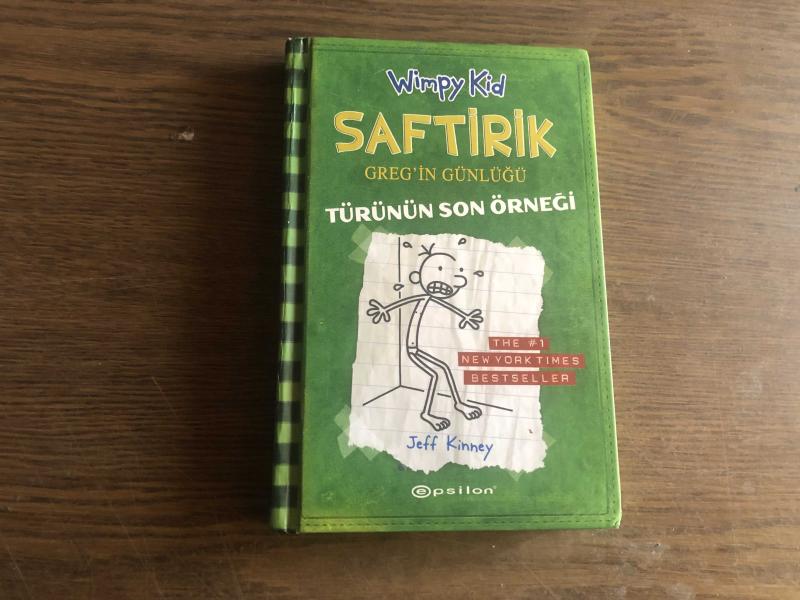 Wimpy Kid
SAFTİRİK
GREG'İN GÜNLÜĞÜ
TÜRÜNÜN SON ÖRNEĞİ
THE #1
NEW YORK TIMES
BESTSELLER
Jeff Kinney
epsilon